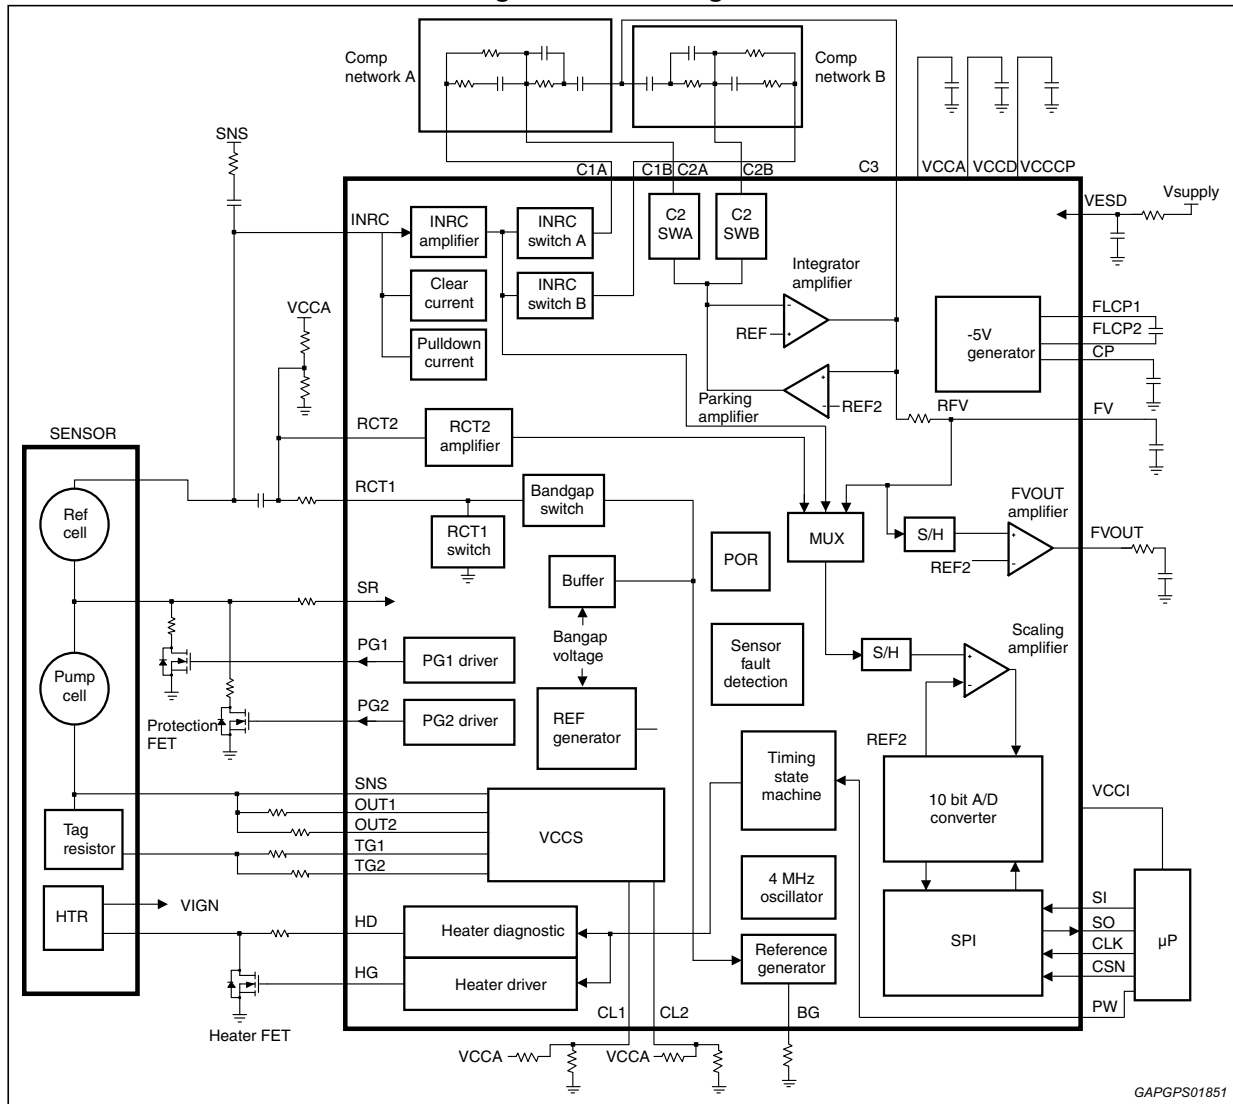 Comp
network A
Comp
network B
SNS
C1A
C1B
C2A
C2B
C3
VCCA
VCCD
VCCCP
VESD
Vsupply
INRC
INRC
amplifier
INRC
switch A
C2
SWA
C2
SWB
Clear
current
INRC
switch B
Integrator
amplifier
-
+
REF
VCCA
Pulldown
current
-5V
generator
FLCP1
FLCP2
CP
Parking
amplifier
+
-
REF2
RFV
FV
SENSOR
RCT2
RCT2
amplifier
RCT1
Bandgap
switch
Ref
cell
RCT1
switch
MUX
S/H
FVOUT
amplifier
+
-
REF2
FVOUT
POR
Buffer
SR
Bangap
voltage
Sensor
fault
detection
S/H
Scaling
amplifier
+
-
PG1
PG1 driver
Pump
cell
PG2
PG2 driver
Protection
FET
REF
generator
REF2
Timing
state
machine
10 bit A/D
converter
VCCI
SNS
OUT1
OUT2
TG1
TG2
VCCS
Tag
resistor
4 MHz
oscillator
HTR
VIGN
HD
Heater diagnostic
HG
Heater driver
Reference
generator
SPI
SI
SO
CLK
CSN
PW
µP
Heater FET
CL1
CL2
BG
VCCA
VCCA
GAPGPS01851